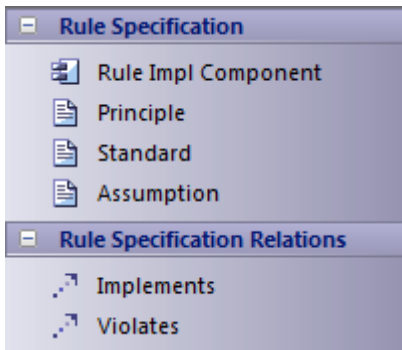 Rule Specification
Rule Impl Component
Principle
Standard
Assumption
Rule Specification Relations
Implements
Violates